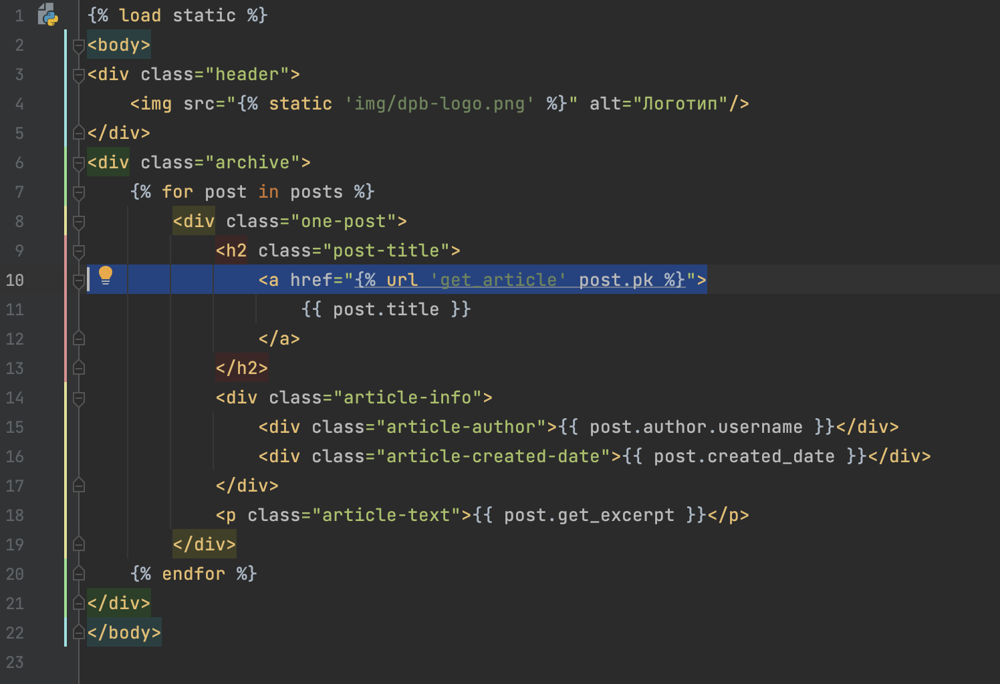 1 {% load static %}
2 <body>
3 <div class="header">
4     <img src="{% static 'img/dpb-logo.png' %}" alt="Логотип"/>
5 </div>
6 <div class="archive">
7     {% for post in posts %}
8         <div class="one-post">
9             <h2 class="post-title">
10                 <a href="{% url 'get_article' post.pk %}">
11                     {{ post.title }}
12                 </a>
13             </h2>
14             <div class="article-info">
15                 <div class="article-author">{{ post.author.username }}</div>
16                 <div class="article-created-date">{{ post.created_date }}</div>
17             </div>
18             <p class="article-text">{{ post.get_excerpt }}</p>
19         </div>
20     {% endfor %}
21 </div>
22 </body>
23